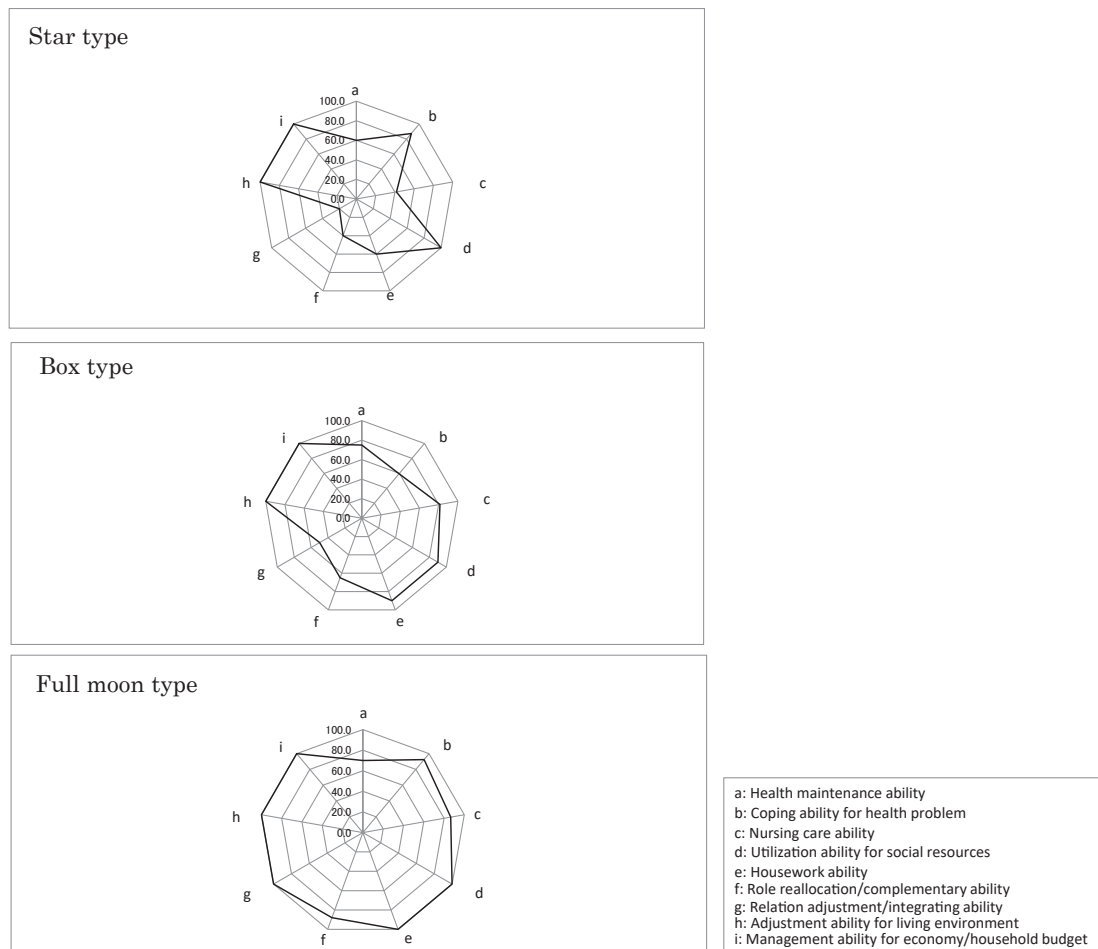 Star type
a
100.0
80.0
60.0
40.0
20.0
0.0
b
c
d
e
f
g
h
i
Box type
a
100.0
80.0
60.0
40.0
20.0
0.0
b
c
d
e
f
g
h
i
Full moon type
a
100.0
80.0
60.0
40.0
20.0
0.0
b
c
d
e
f
g
h
i
a: Health maintenance ability
b: Coping ability for health problem
c: Nursing care ability
d: Utilization ability for social resources
e: Housework ability
f: Role reallocation/complementary ability
g: Relation adjustment/integrating ability
h: Adjustment ability for living environment
i: Management ability for economy/household budget